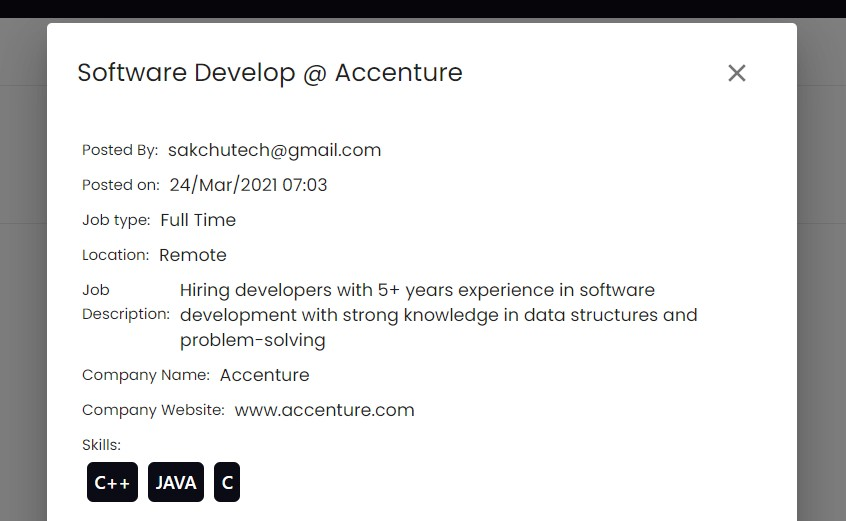 Software Develop @ Accenture
Posted By: sakchutech@gmail.com
Posted on: 24/Mar/2021 07:03
Job type: Full Time
Location: Remote
Job Description: Hiring developers with 5+ years experience in software
development with strong knowledge in data structures and
problem-solving
Company Name: Accenture
Company Website: www.accenture.com
Skills:
C++ JAVA C